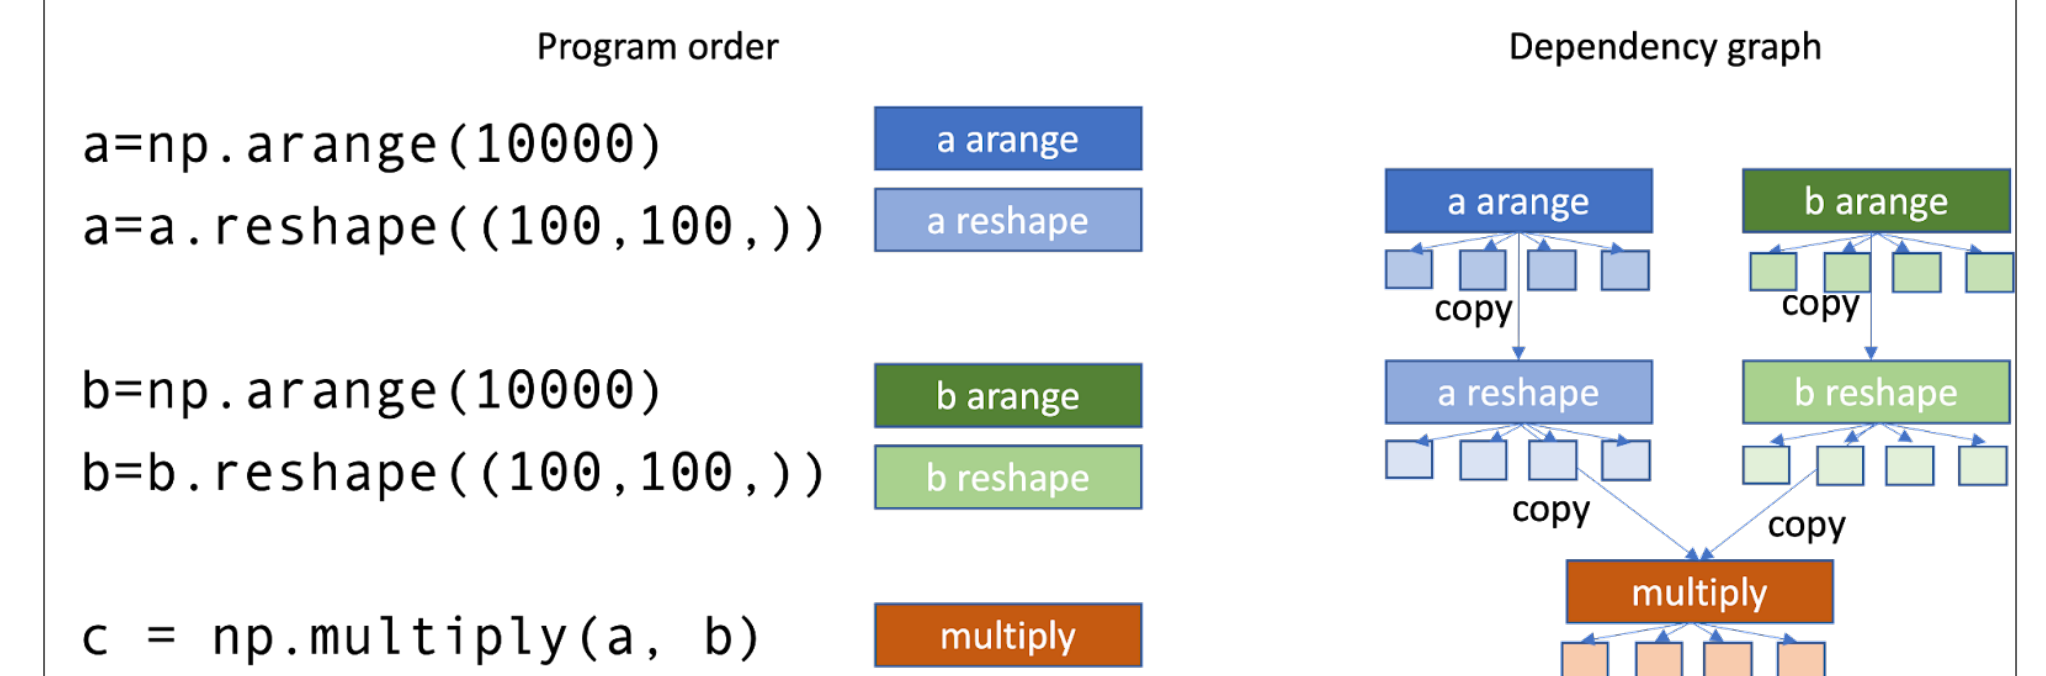 Program order
a=np.arange(10000)
a arange
a=a.reshape((100,100,))
a reshape
b=np.arange(10000)
b arange
b=b.reshape((100,100,))
b reshape
c = np.multiply(a, b)
multiply
Dependency graph
a arange
b arange
copy
copy
a reshape
b reshape
copy
copy
multiply